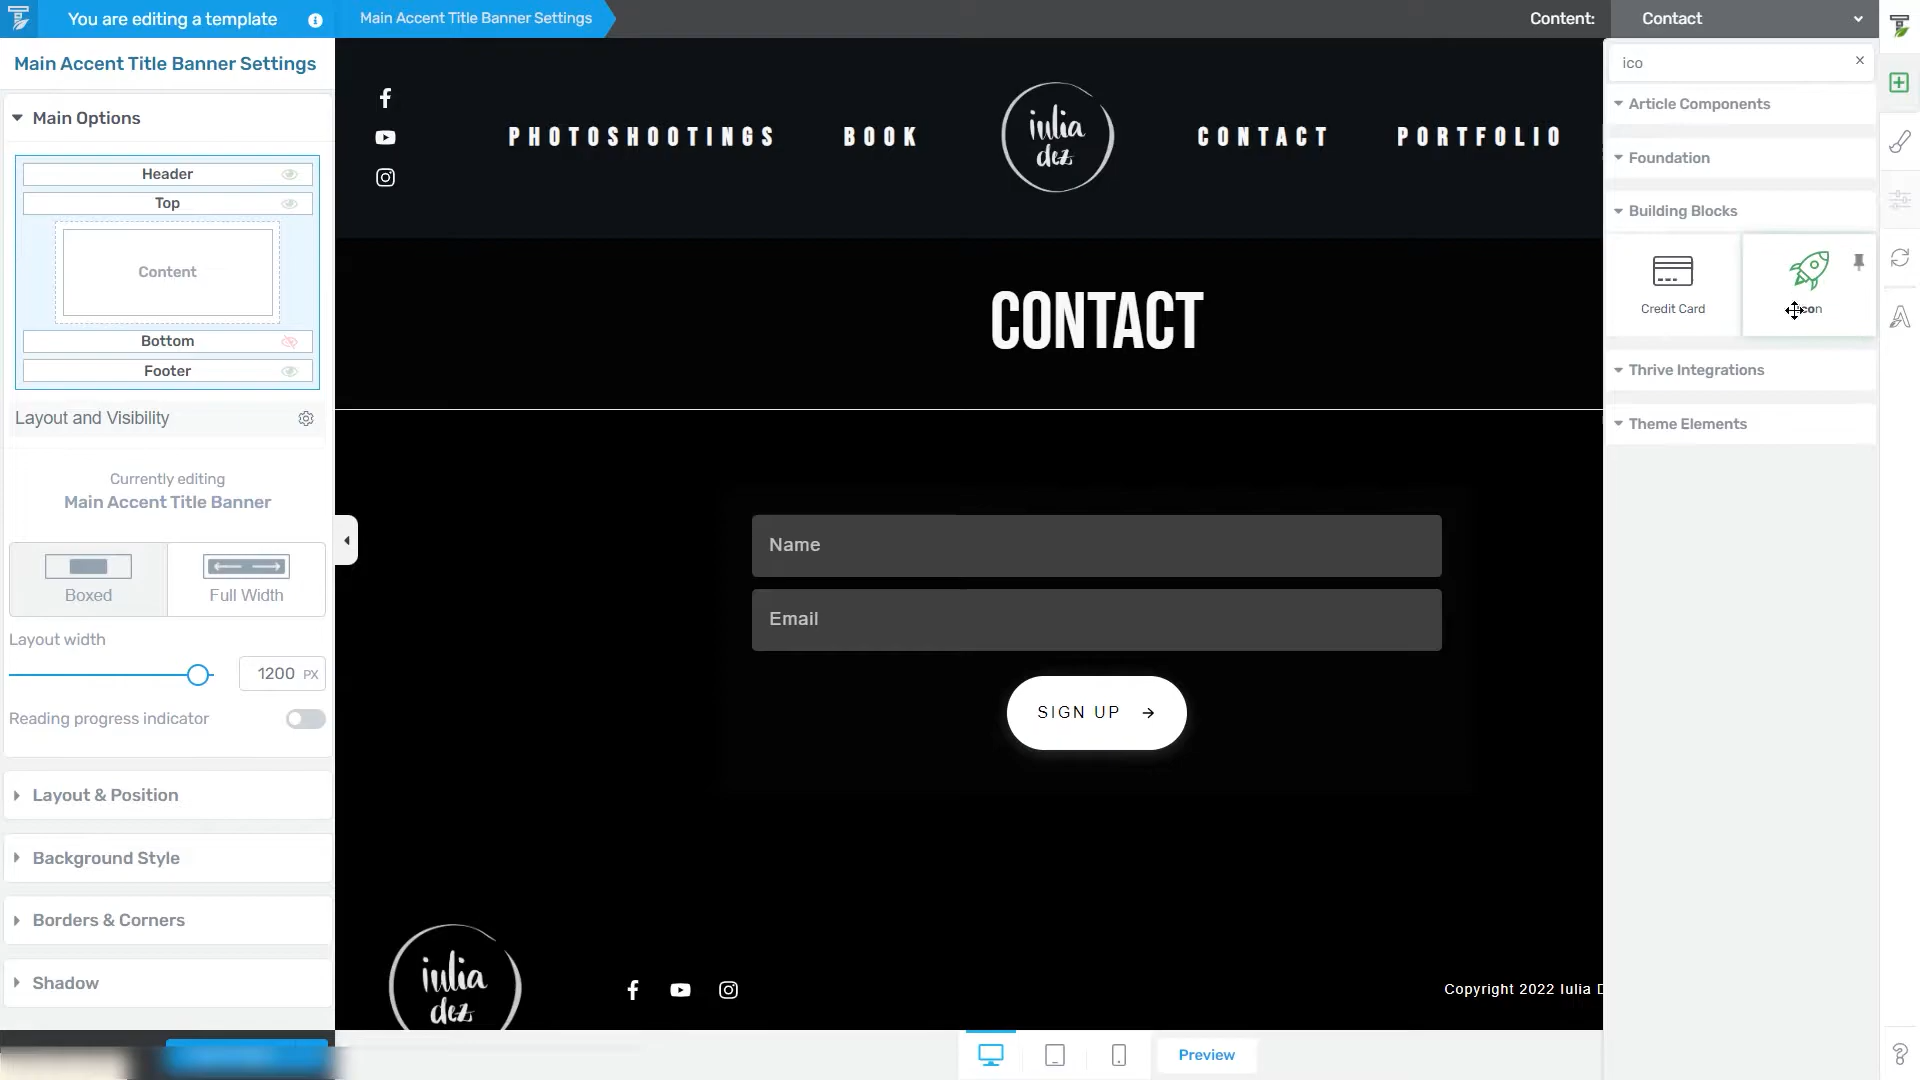 You are editing a template
Main Accent Title Banner Settings
Content:
Contact
Main Accent Title Banner Settings
Main Options
Header
Top
Content
Bottom
Footer
Layout and Visibility
Currently editing
Main Accent Title Banner
Boxed
Full Width
Layout width
1200 PX
Reading progress indicator
Layout & Position
Background Style
Borders & Corners
Shadow
PHOTOSHOOTINGS
BOOK
iulia
dez
CONTACT
PORTFOLIO
CONTACT
Name
Email
SIGN UP
iulia
dez
Copyright 2022 Iulia D
Preview
ico
Article Components
Foundation
Building Blocks
Credit Card
Icon
Thrive Integrations
Theme Elements